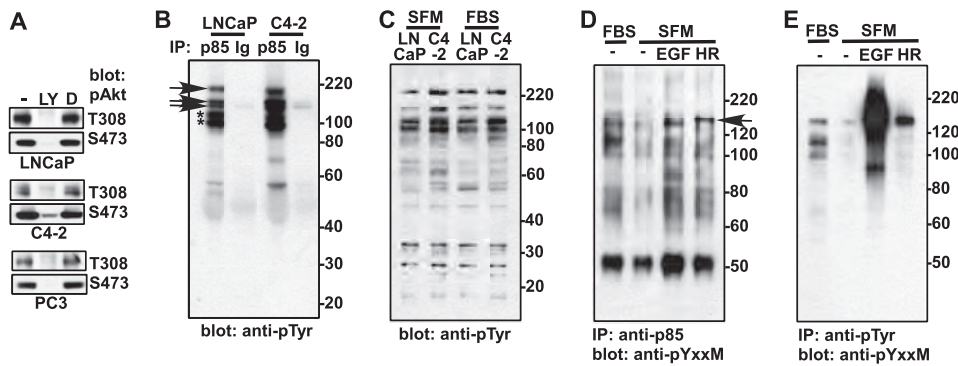 A
blot:
pAkt
- LY D
T308
S473
LNCaP
T308
S473
C4-2
T308
S473
PC3
B
LNCaP C4-2
IP: p85 Ig p85 Ig
*
*
-220
-100
-60
-40
-30
-20
blot: anti-pTyr
C
SFM FBS
LN C4 LN C4
CaP -2 CaP -2
-220
-100
-60
-40
-30
-20
blot: anti-pTyr
D
FBS SFM
- - EGF HR
-220
-120
-100
-80
-60
-50
IP: anti-p85
blot: anti-pYxxM
E
FBS SFM
- - EGF HR
-220
-120
-100
-80
-60
-50
IP: anti-pTyr
blot: anti-pYxxM